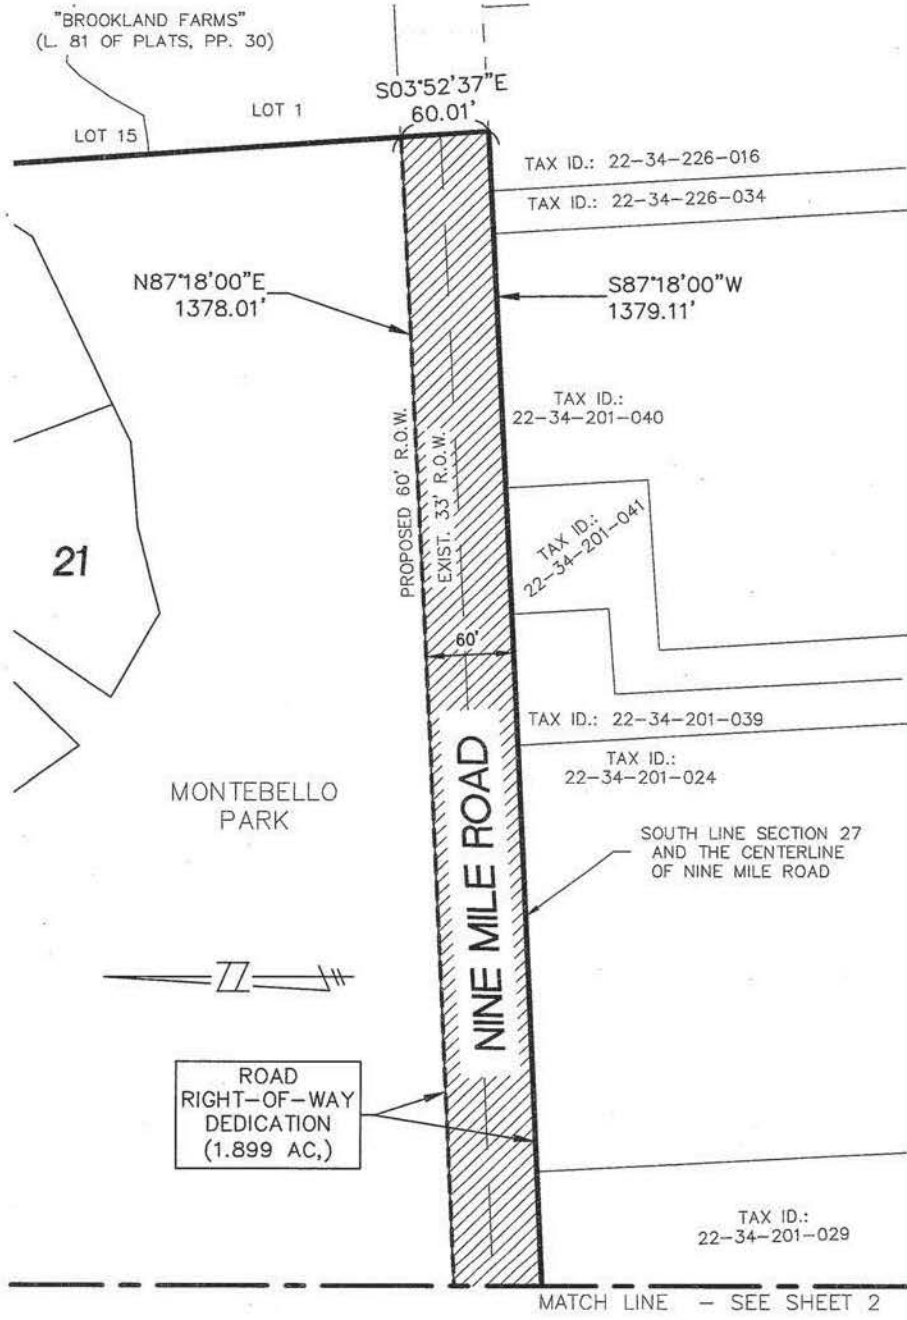 "BROOKLAND FARMS"
(L. 81 OF PLATS, PP. 30)
S03°52'37"E
60.01'
LOT 1
LOT 15
TAX ID.: 22-34-226-016
TAX ID.: 22-34-226-034
N87°18'00"E
1378.01'
S87°18'00"W
1379.11'
TAX ID.:
22-34-201-040
PROPOSED 60' R.O.W.
EXIST. 33' R.O.W.
TAX ID.:
22-34-201-041
21
60'
TAX ID.: 22-34-201-039
TAX ID.:
22-34-201-024
NINE MILE ROAD
MONTEBELLO
PARK
SOUTH LINE SECTION 27
AND THE CENTERLINE
OF NINE MILE ROAD
Z
ROAD
RIGHT-OF-WAY
DEDICATION
(1.899 AC,)
TAX ID.:
22-34-201-029
MATCH LINE - SEE SHEET 2